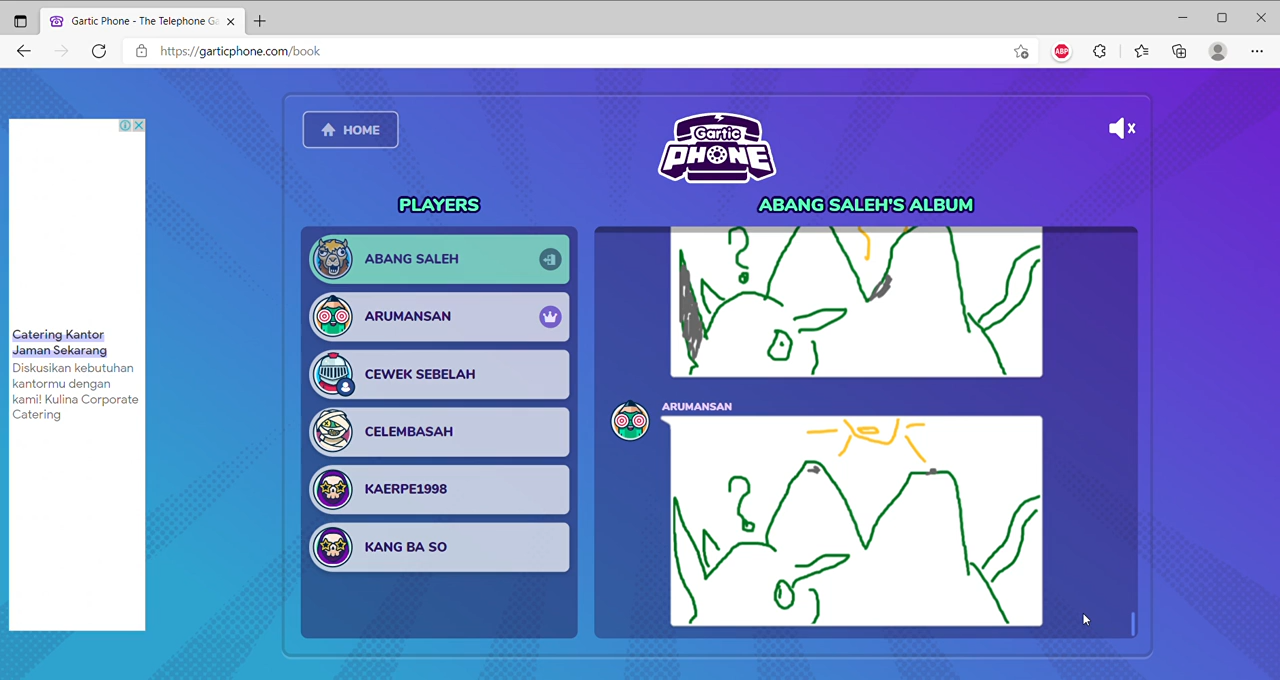 Gartic Phone - The Telephone Ga
https://garticphone.com/book
ABP
HOME
Gartic
PHONE
PLAYERS
ABANG SALEH'S ALBUM
ABANG SALEH
ARUMANSAN
CEWEK SEBELAH
CELEMBASAH
KAERPE1998
KANG BA SO
?
ARUMANSAN
?
Catering Kantor
Jaman Sekarang
Diskusikan kebutuhan
kantormu dengan
kami! Kulina Corporate
Catering